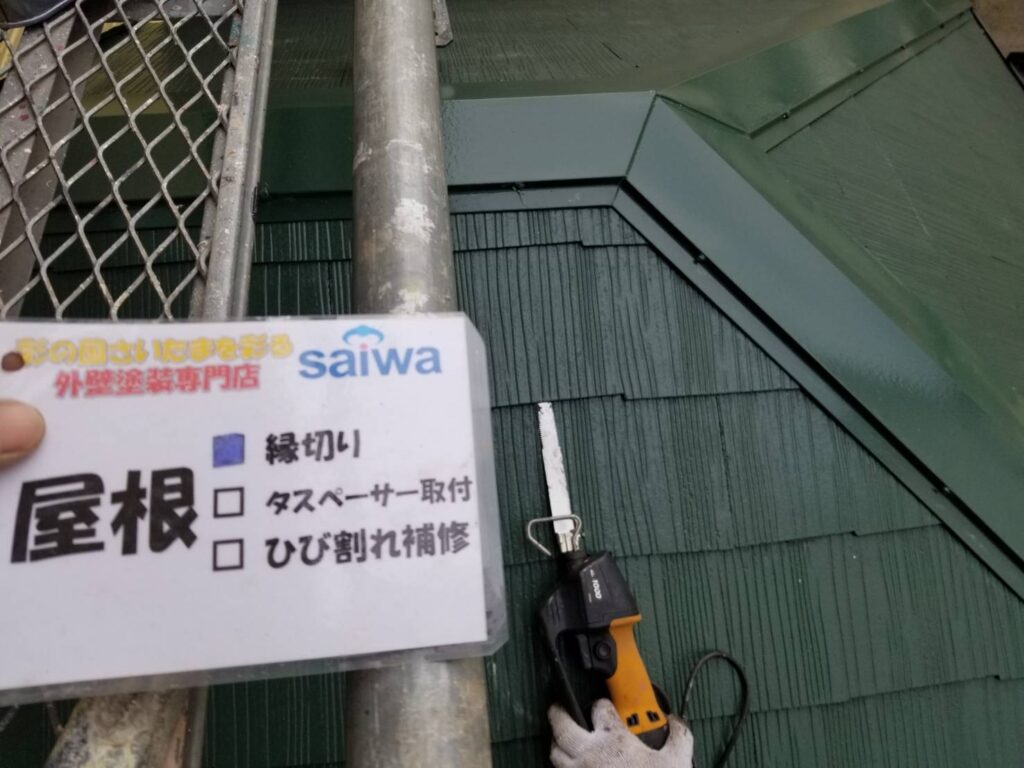 彩の国さいたまを彩る
外壁塗装専門店
saiwa
屋根
縁切り
タスペーサー取付
ひび割れ補修